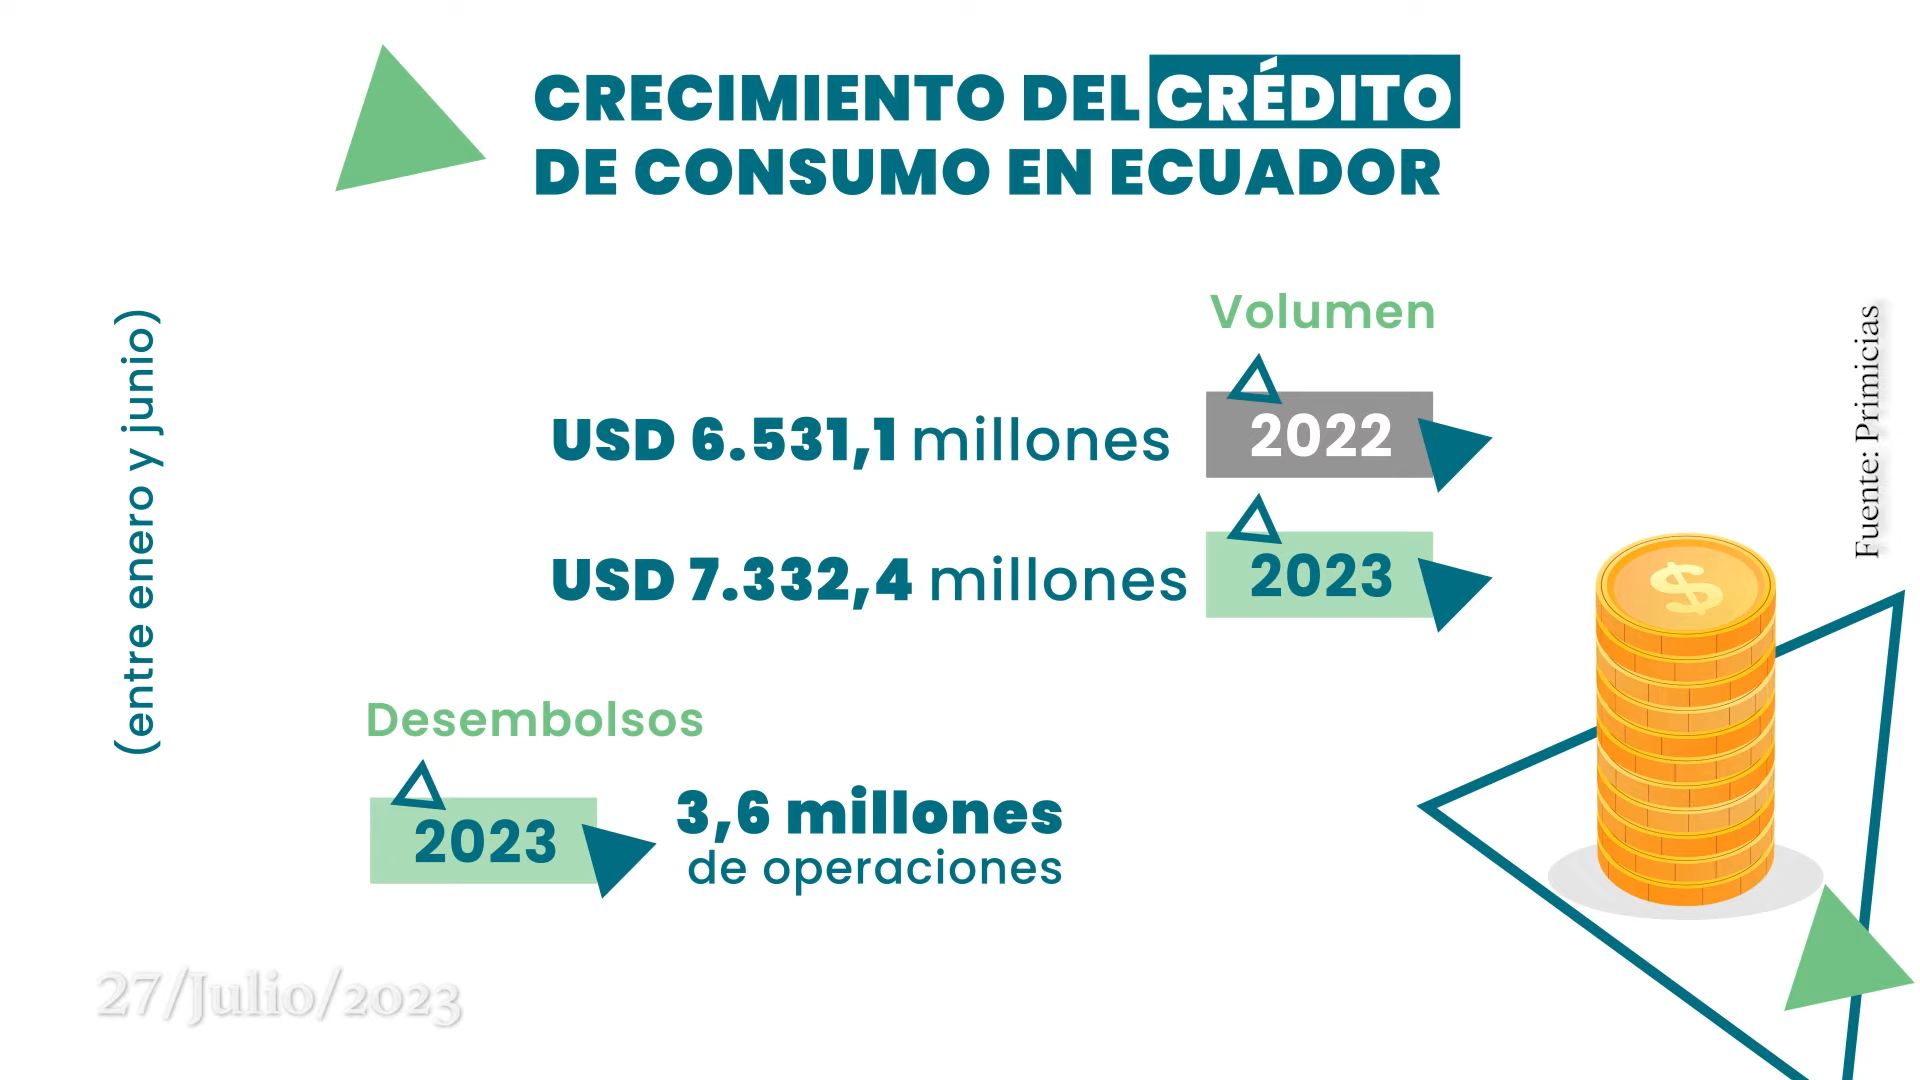 CRECIMIENTO DEL CRÉDITO
DE CONSUMO EN ECUADOR
(entre enero y junio)
Volumen
USD 6.531,1 millones 2022
USD 7.332,4 millones 2023
Desembolsos
2023 3,6 millones
de operaciones
Fuente: Primicias
27/Julio/2023
$